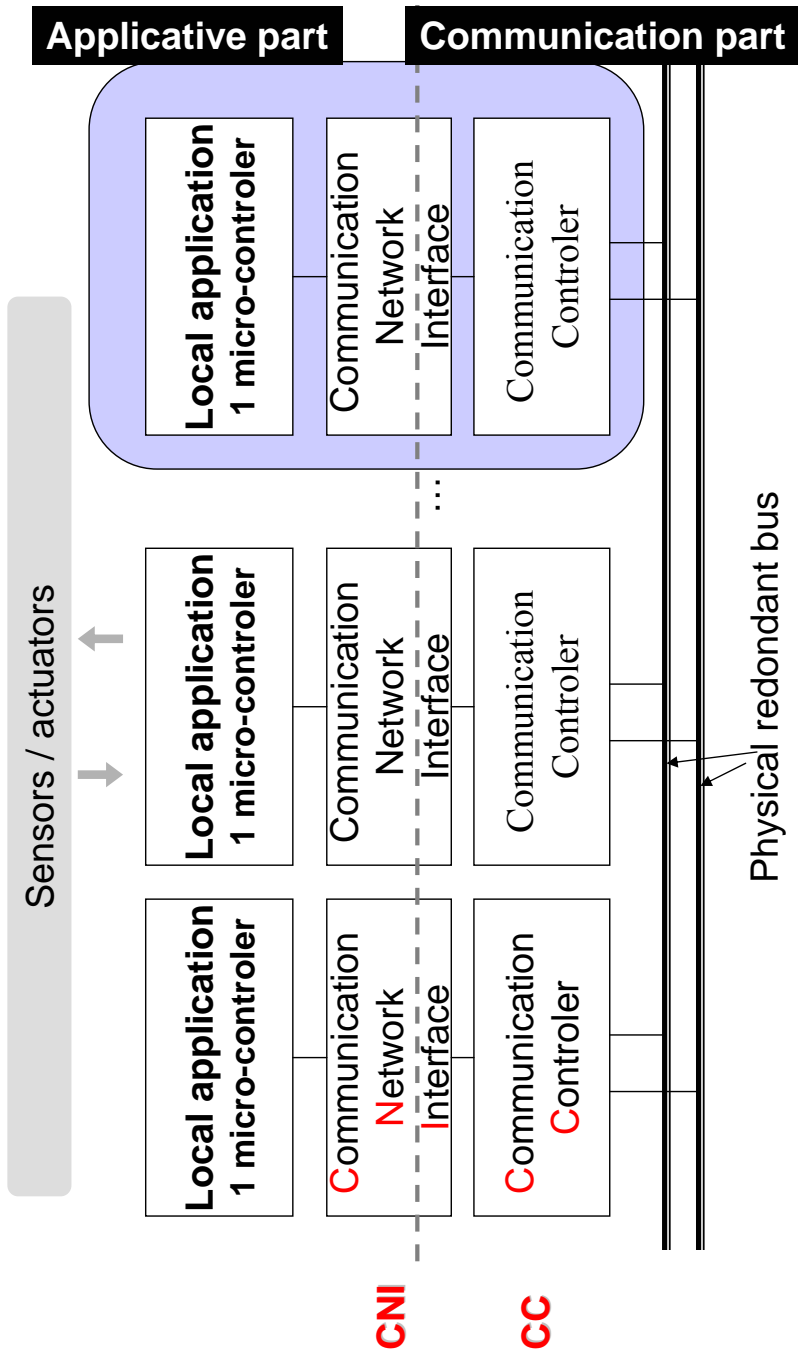 Applicative part
Communication part
Sensors / actuators
Local application
1 micro-controler
Local application
1 micro-controler
Local application
1 micro-controler
CNI
Communication
Network
Interface
Communication
Network
Interface
...
Communication
Network
Interface
CC
Communication
Controler
Communication
Controler
Communication
Controler
Physical redondant bus